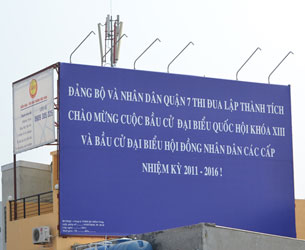 ĐẢNG BỘ VÀ NHÂN DÂN QUẬN 7 THI ĐUA LẬP THÀNH TÍCH
CHÀO MỪNG CUỘC BẦU CỬ ĐẠI BIỂU QUỐC HỘI KHÓA XIII
VÀ BẦU CỬ ĐẠI BIỂU HỘI ĐỒNG NHÂN DÂN CÁC CẤP
NHIỆM KỲ 2011 - 2016 !